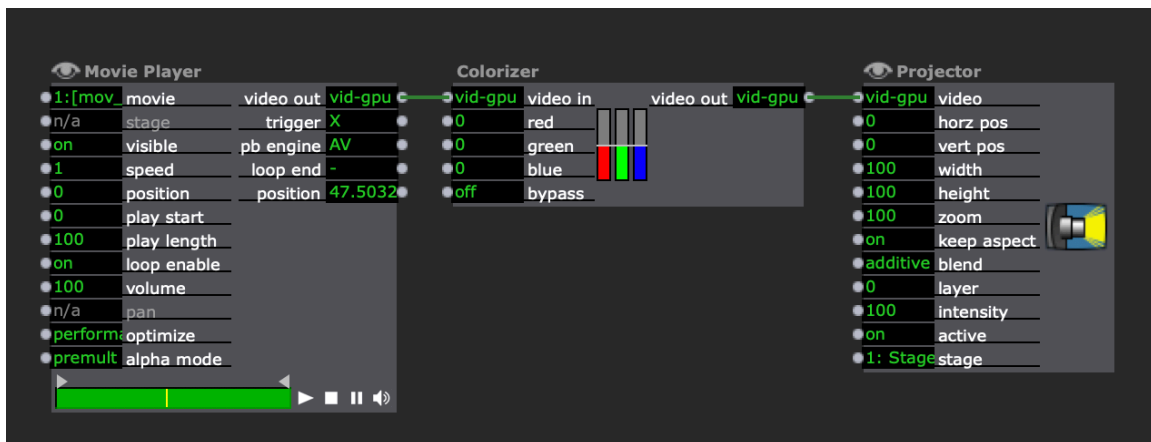 Movie Player
1:[mov_ movie video out vid-gpu
n/a stage trigger X
on visible pb engine AV
1 speed loop end -
0 position position 47.5032
0 play start
100 play length
on loop enable
100 volume
n/a pan
performa optimize
premult alpha mode
Colorizer
vid-gpu video in video out vid-gpu
0 red
0 green
0 blue
off bypass
Projector
vid-gpu video
0 horz pos
0 vert pos
100 width
100 height
100 zoom
on keep aspect
additive blend
0 layer
100 intensity
on active
1: Stage stage